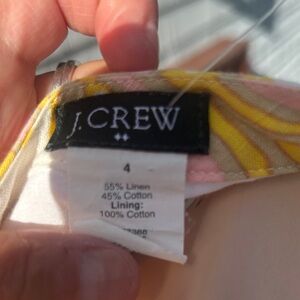 J.CREW
4
55% Linen
45% Cotton
Lining:
100% Cotton